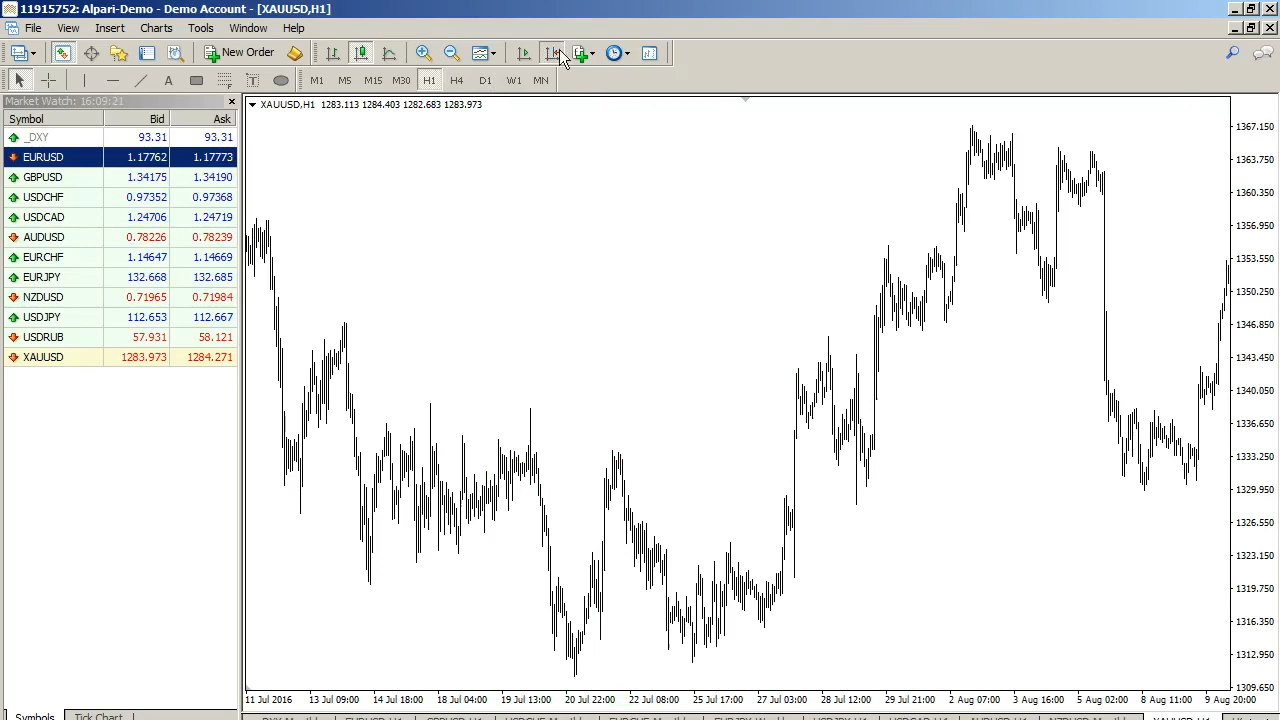 11915752: Alpari-Demo - Demo Account - [XAUUSD,H1]
File View Insert Charts Tools Window Help
New Order
M1 M5 M15 M30 H1 H4 D1 W1 MN
Market Watch: 16:09:21
Symbol Bid Ask
_DXY 93.31 93.31
EURUSD 1.17762 1.17773
GBPUSD 1.34175 1.34190
USDCHF 0.97352 0.97368
USDCAD 1.24706 1.24719
AUDUSD 0.78226 0.78239
EURCHF 1.14647 1.14669
EURJPY 132.668 132.685
NZDUSD 0.71965 0.71984
USDJPY 112.653 112.667
USDRUB 57.931 58.121
XAUUSD 1283.973 1284.271
Symbols Tick Chart
XAUUSD,H1 1283.113 1284.403 1282.683 1283.973
1367.150
1363.750
1360.350
1356.950
1353.550
1350.250
1346.850
1343.450
1340.050
1336.650
1333.250
1329.950
1326.550
1323.150
1319.750
1316.350
1312.950
1309.650
11 Jul 2016 13 Jul 09:00 14 Jul 18:00 18 Jul 04:00 19 Jul 13:00 20 Jul 22:00 22 Jul 08:00 25 Jul 17:00 27 Jul 03:00 28 Jul 12:00 29 Jul 21:00 2 Aug 07:00 3 Aug 16:00 5 Aug 02:00 8 Aug 11:00 9 Aug 20:00